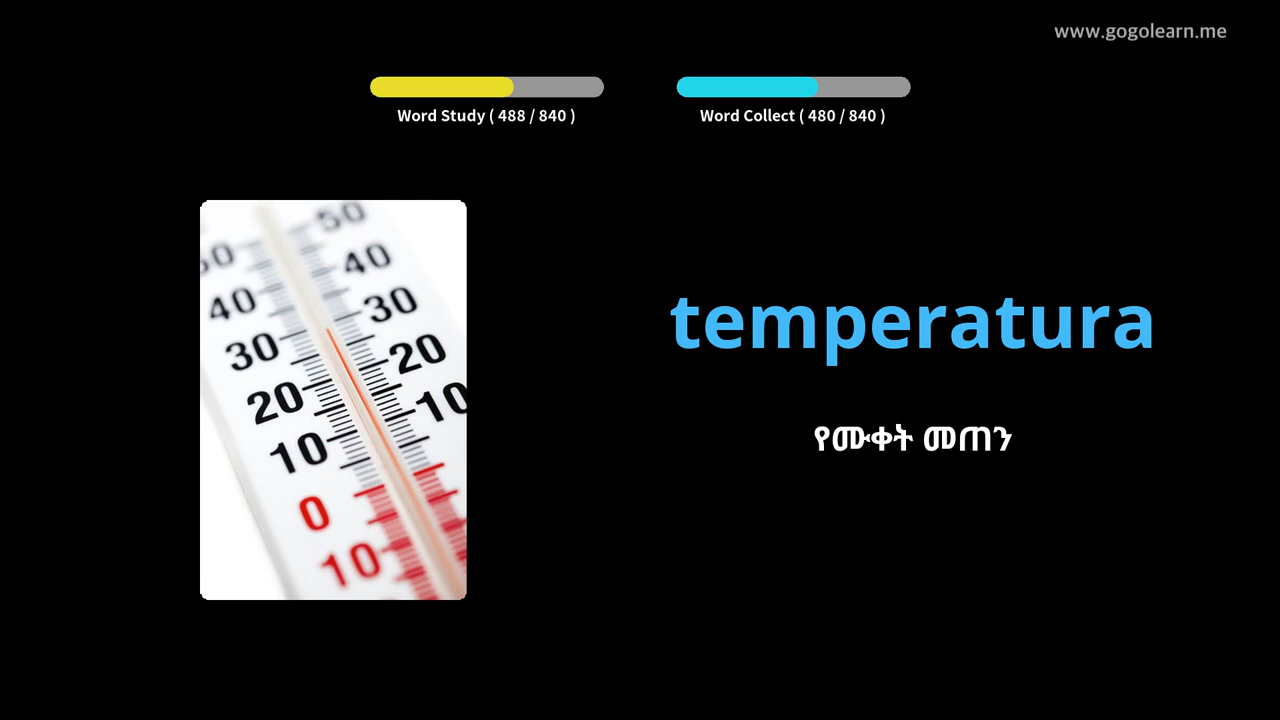 www.gogolearn.me
Word Study ( 488 / 840 )
Word Collect ( 480 / 840 )
50
40
30
20
10
0
10
50
40
30
20
10
temperatura
የሙቀት መጠን